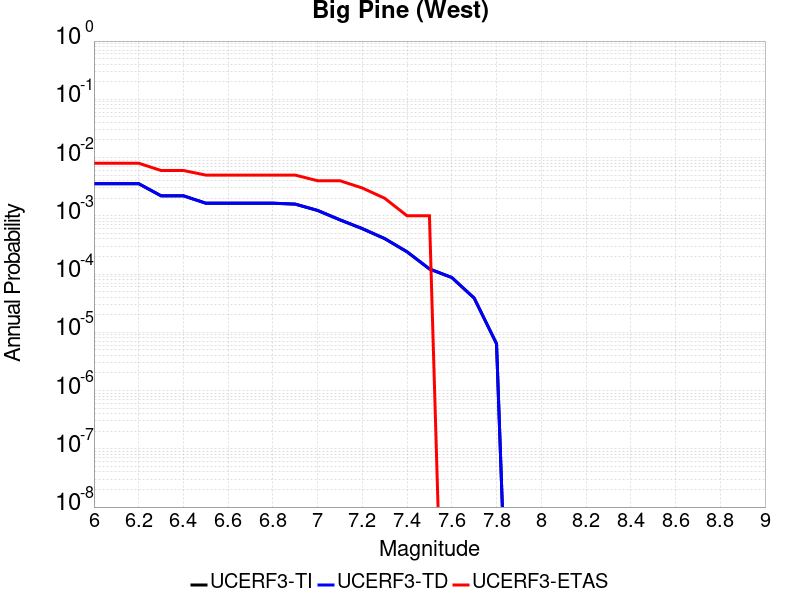 Big Pine (West)
10^0
10^-1
10^-2
10^-3
10^-4
10^-5
10^-6
10^-7
10^-8
Annual Probability
6 6.2 6.4 6.6 6.8 7 7.2 7.4 7.6 7.8 8 8.2 8.4 8.6 8.8 9
Magnitude
UCERF3-TI UCERF3-TD UCERF3-ETAS